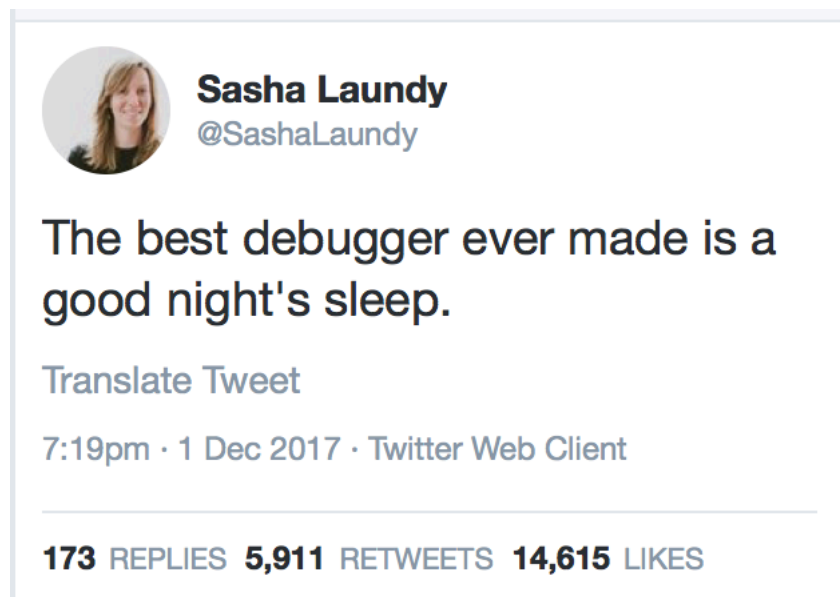 Sasha Laundy
@SashaLaundy
The best debugger ever made is a
good night's sleep.
Translate Tweet
7:19pm · 1 Dec 2017 · Twitter Web Client
173 REPLIES 5,911 RETWEETS 14,615 LIKES